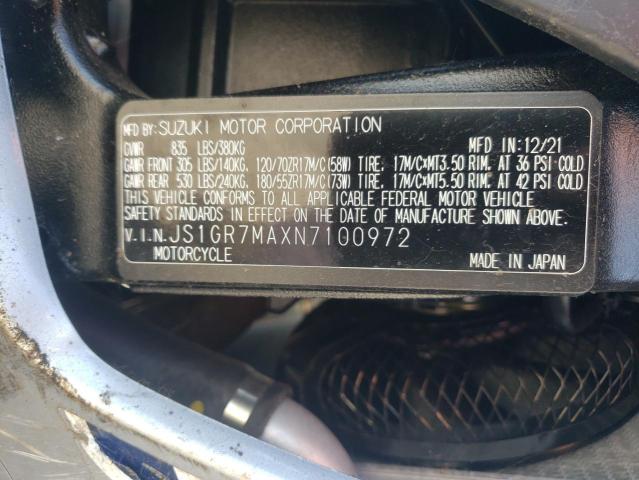 MFD BY: SUZUKI MOTOR CORPORATION
GVWR 835 LBS/380KG MFD IN: 12/21
GAWR FRONT 305 LBS/140KG, 120/70ZR17M/C(58W) TIRE, 17M/C×MT3.50 RIM, AT 36 PSI COLD
GAWR REAR 530 LBS/240KG, 180/55ZR17M/C(73W) TIRE, 17M/C×MT5.50 RIM, AT 42 PSI COLD
THIS VEHICLE CONFORMS TO ALL APPLICABLE FEDERAL MOTOR VEHICLE
SAFETY STANDARDS IN EFFECT ON THE DATE OF MANUFACTURE SHOWN ABOVE.
V.I.N. JS1GR7MAXN7100972
MOTORCYCLE MADE IN JAPAN